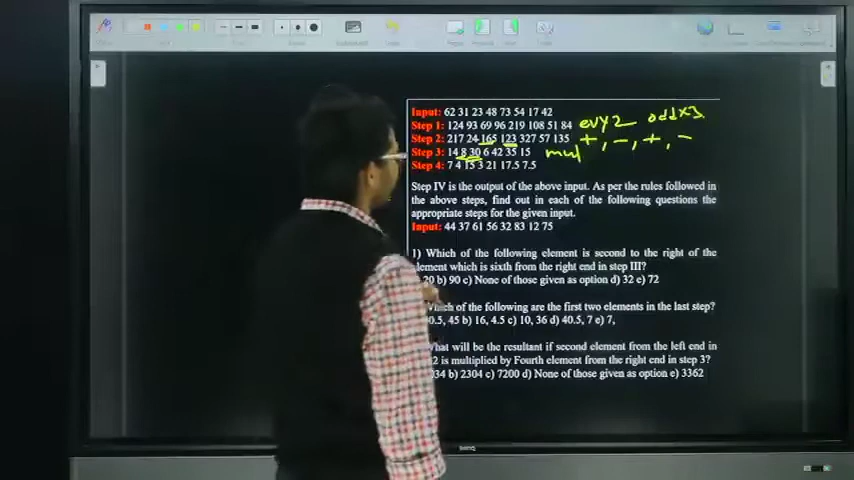 Input: 62 31 23 48 73 54 17 42
Step 1: 124 93 69 96 219 108 51 84 evx2 oddx3
Step 2: 217 24 165 123 327 57 135 +, -, +, -
Step 3: 14 8 30 6 42 35 15 mul
Step 4: 7 4 15 3 21 17.5 7.5
Step IV is the output of the above input. As per the rules followed in
the above steps, find out in each of the following questions the
appropriate steps for the given input.
Input: 44 37 61 56 32 83 12 75
1) Which of the following element is second to the right of the
element which is sixth from the right end in step III?
20 b) 90 c) None of those given as option d) 32 e) 72
Which of the following are the first two elements in the last step?
0.5, 45 b) 16, 4.5 c) 10, 36 d) 40.5, 7 e) 7,
What will be the resultant if second element from the left end in
2 is multiplied by Fourth element from the right end in step 3?
34 b) 2304 c) 7200 d) None of those given as option e) 3362